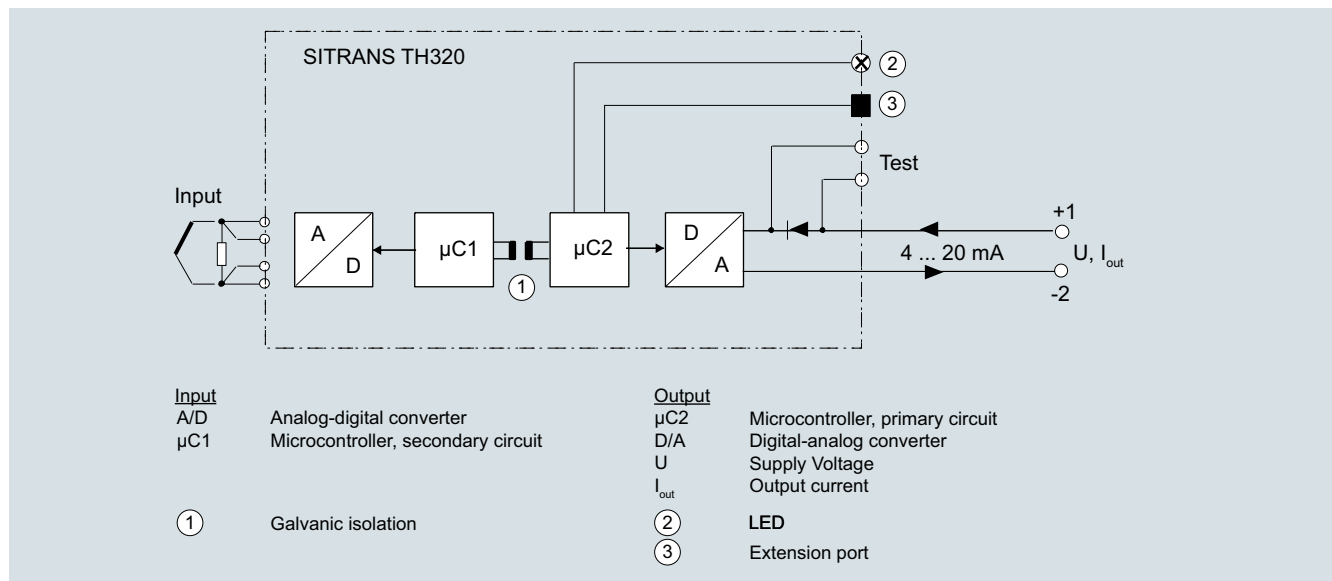 SITRANS TH320
2
3
Test
Input
A
D
µC1
1
µC2
D
A
4 ... 20 mA
+1
U, Iout
-2
Input
A/D Analog-digital converter
µC1 Microcontroller, secondary circuit
1 Galvanic isolation
Output
µC2 Microcontroller, primary circuit
D/A Digital-analog converter
U Supply Voltage
Iout Output current
2 LED
3 Extension port